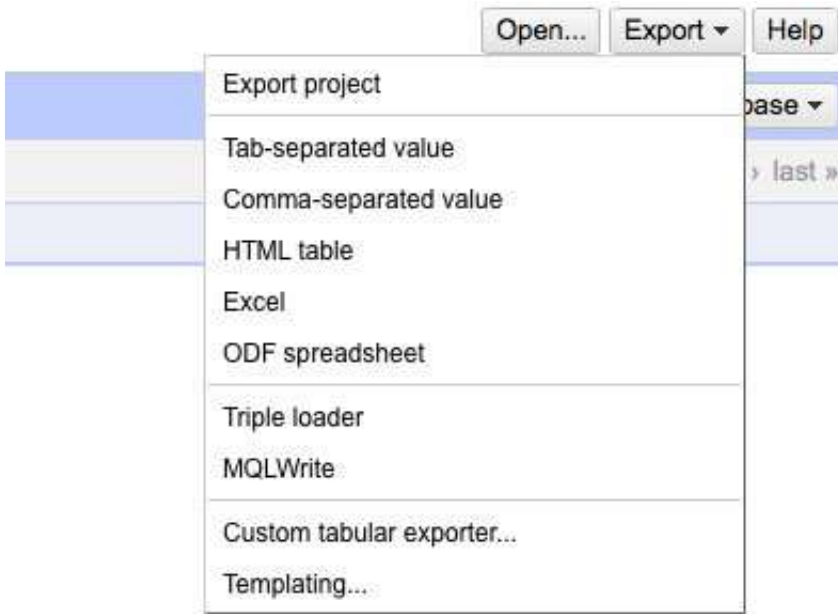 Open... Export Help
Export project
base
Tab-separated value
› last »
Comma-separated value
HTML table
Excel
ODF spreadsheet
Triple loader
MQLWrite
Custom tabular exporter...
Templating...